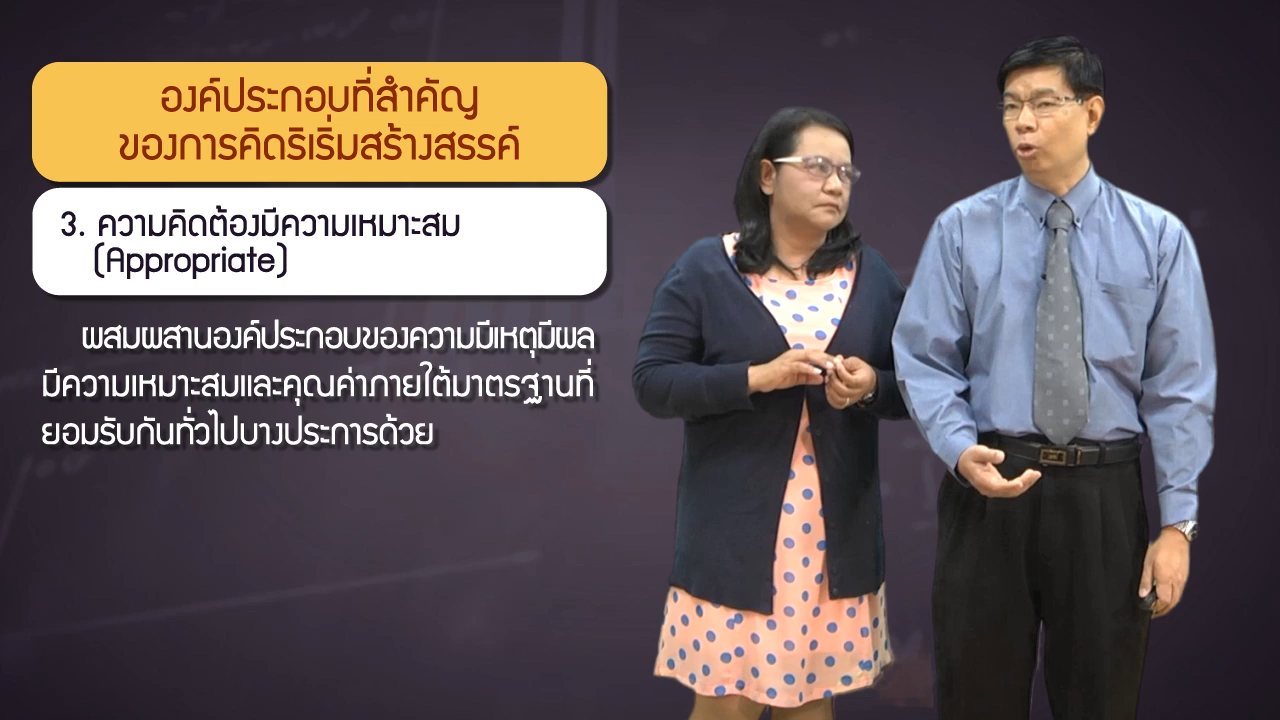 องค์ประกอบที่สำคัญ
ของการคิดริเริ่มสร้างสรรค์
3. ความคิดต้องมีความเหมาะสม
(Appropriate)
ผสมผสานองค์ประกอบของความมีเหตุมีผล
มีความเหมาะสมและคุณค่าภายใต้มาตรฐานที่
ยอมรับกันทั่วไปบางประการด้วย